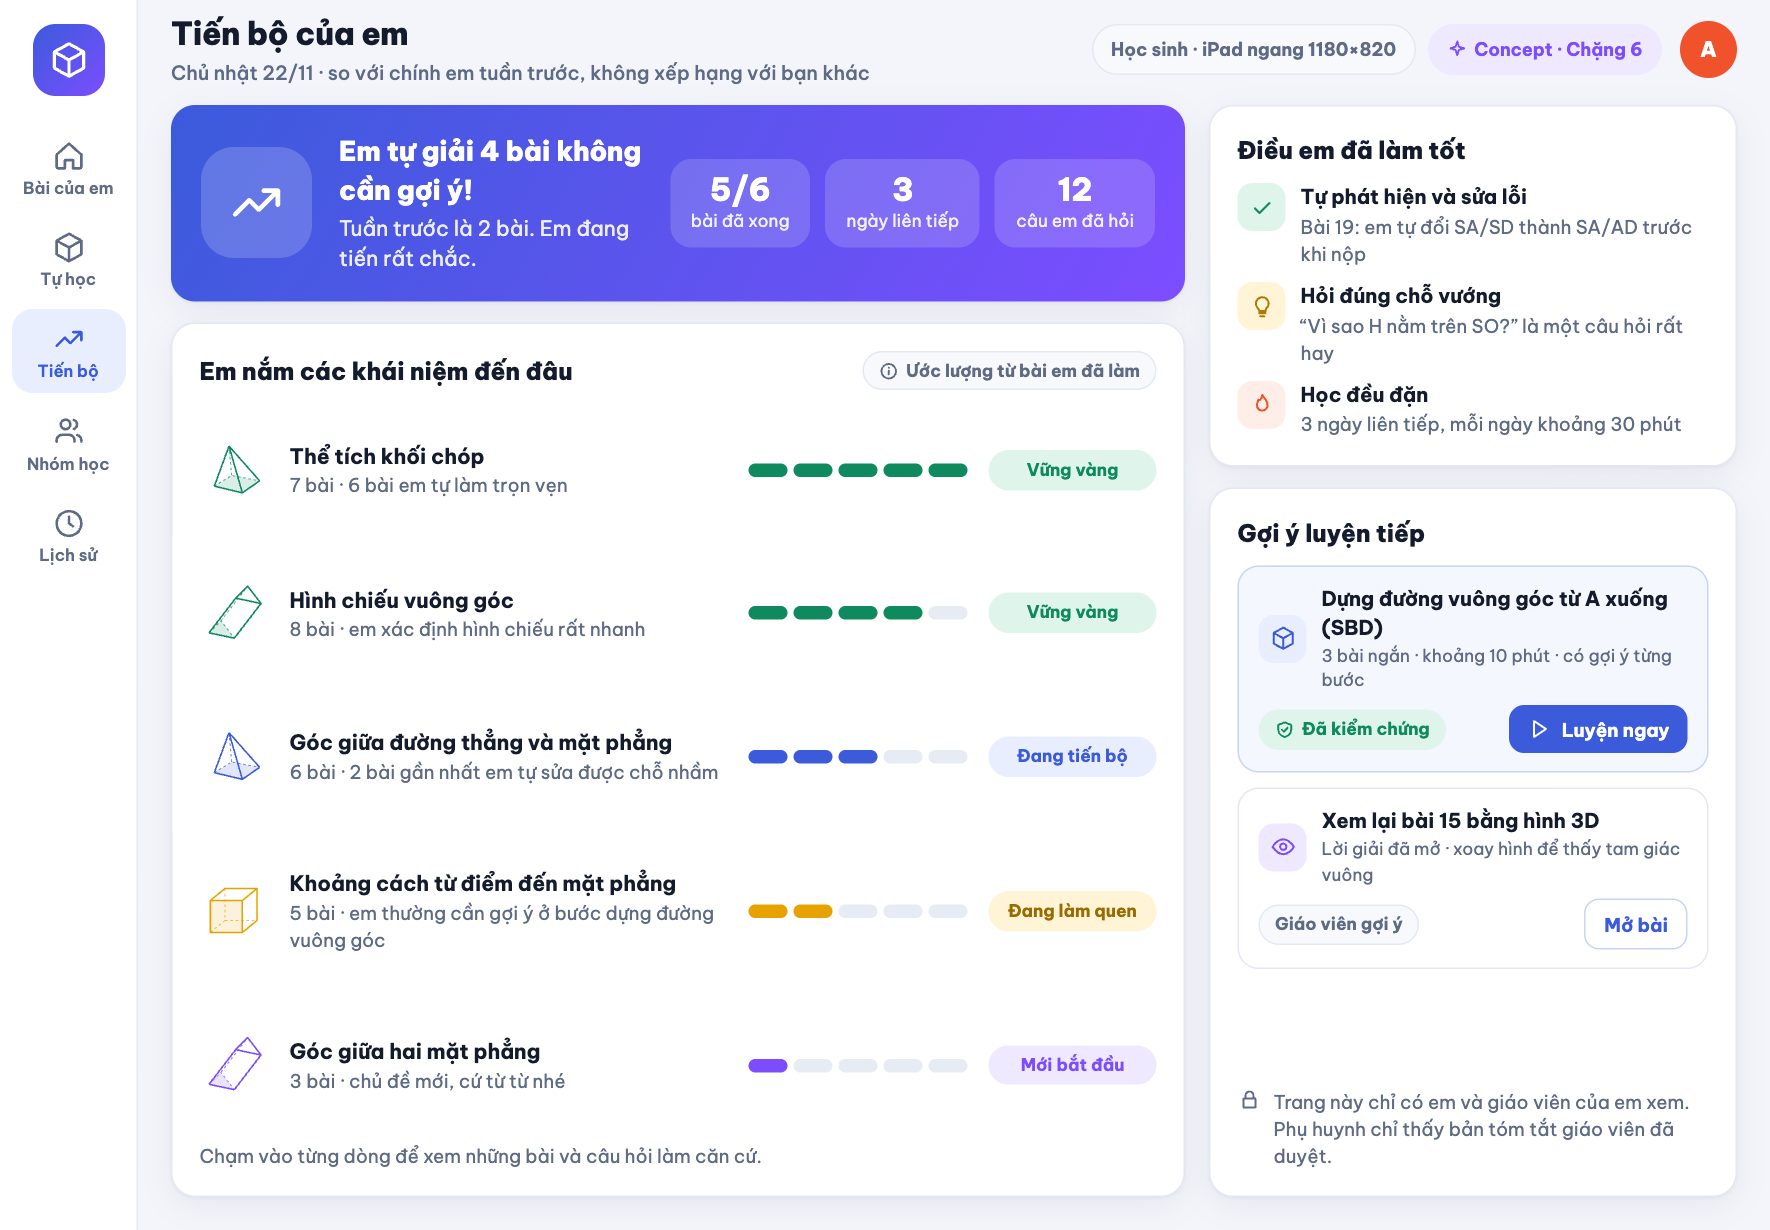 Tiến bộ của em
Chủ nhật 22/11 · so với chính em tuần trước, không xếp hạng với bạn khác
Học sinh · iPad ngang 1180×820
Concept · Chặng 6
A
Bài của em
Tự học
Tiến bộ
Nhóm học
Lịch sử
Em tự giải 4 bài không
cần gợi ý!
Tuần trước là 2 bài. Em đang
tiến rất chắc.
5/6
bài đã xong
3
ngày liên tiếp
12
câu em đã hỏi
Em nắm các khái niệm đến đâu
Ước lượng từ bài em đã làm
Thể tích khối chóp
7 bài · 6 bài em tự làm trọn vẹn
Vững vàng
Hình chiếu vuông góc
8 bài · em xác định hình chiếu rất nhanh
Vững vàng
Góc giữa đường thẳng và mặt phẳng
6 bài · 2 bài gần nhất em tự sửa được chỗ nhầm
Đang tiến bộ
Khoảng cách từ điểm đến mặt phẳng
5 bài · em thường cần gợi ý ở bước dựng đường
vuông góc
Đang làm quen
Góc giữa hai mặt phẳng
3 bài · chủ đề mới, cứ từ từ nhé
Mới bắt đầu
Chạm vào từng dòng để xem những bài và câu hỏi làm căn cứ.
Điều em đã làm tốt
Tự phát hiện và sửa lỗi
Bài 19: em tự đổi SA/SD thành SA/AD trước
khi nộp
Hỏi đúng chỗ vướng
“Vì sao H nằm trên SO?” là một câu hỏi rất
hay
Học đều đặn
3 ngày liên tiếp, mỗi ngày khoảng 30 phút
Gợi ý luyện tiếp
Dựng đường vuông góc từ A xuống
(SBD)
3 bài ngắn · khoảng 10 phút · có gợi ý từng
bước
Đã kiểm chứng
Luyện ngay
Xem lại bài 15 bằng hình 3D
Lời giải đã mở · xoay hình để thấy tam giác
vuông
Giáo viên gợi ý
Mở bài
Trang này chỉ có em và giáo viên của em xem.
Phụ huynh chỉ thấy bản tóm tắt giáo viên đã
duyệt.